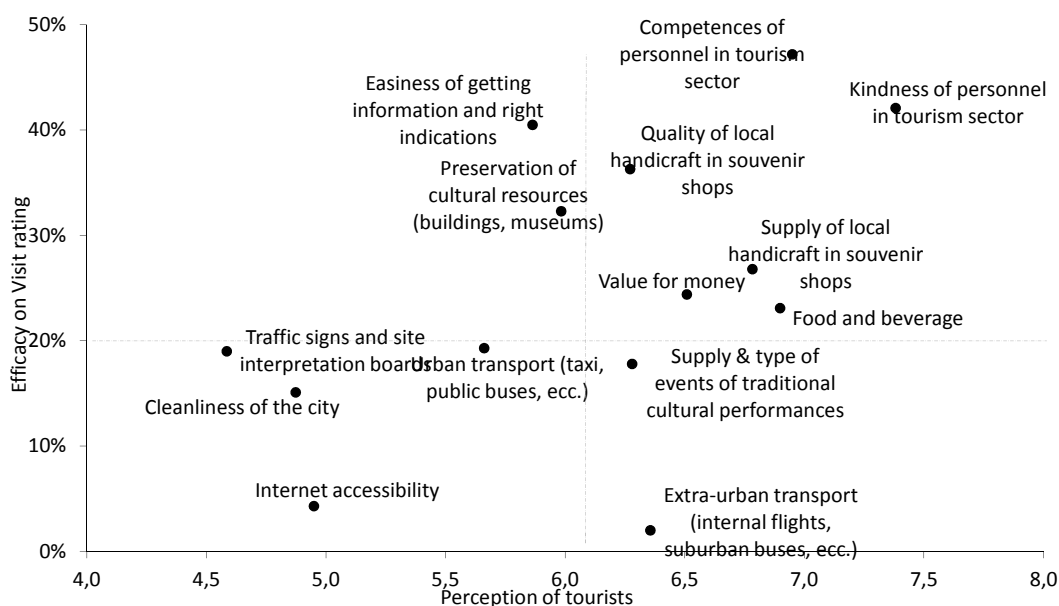 50%
40%
30%
20%
10%
0%
Efficacy on Visit rating
Competences of
personnel in tourism
sector
Kindness of personnel
in tourism sector
Easiness of getting
information and right
indications
Quality of local
handicraft in souvenir
shops
Preservation of
cultural resources
(buildings, museums)
Supply of local
handicraft in souvenir
shops
Value for money
Food and beverage
Traffic signs and site
interpretation boards
Urban transport (taxi,
public buses, ecc.)
Supply & type of
events of traditional
cultural performances
Cleanliness of the city
Internet accessibility
Extra-urban transport
(internal flights,
suburban buses, ecc.)
4,0 4,5 5,0 5,5 6,0 6,5 7,0 7,5 8,0
Perception of tourists